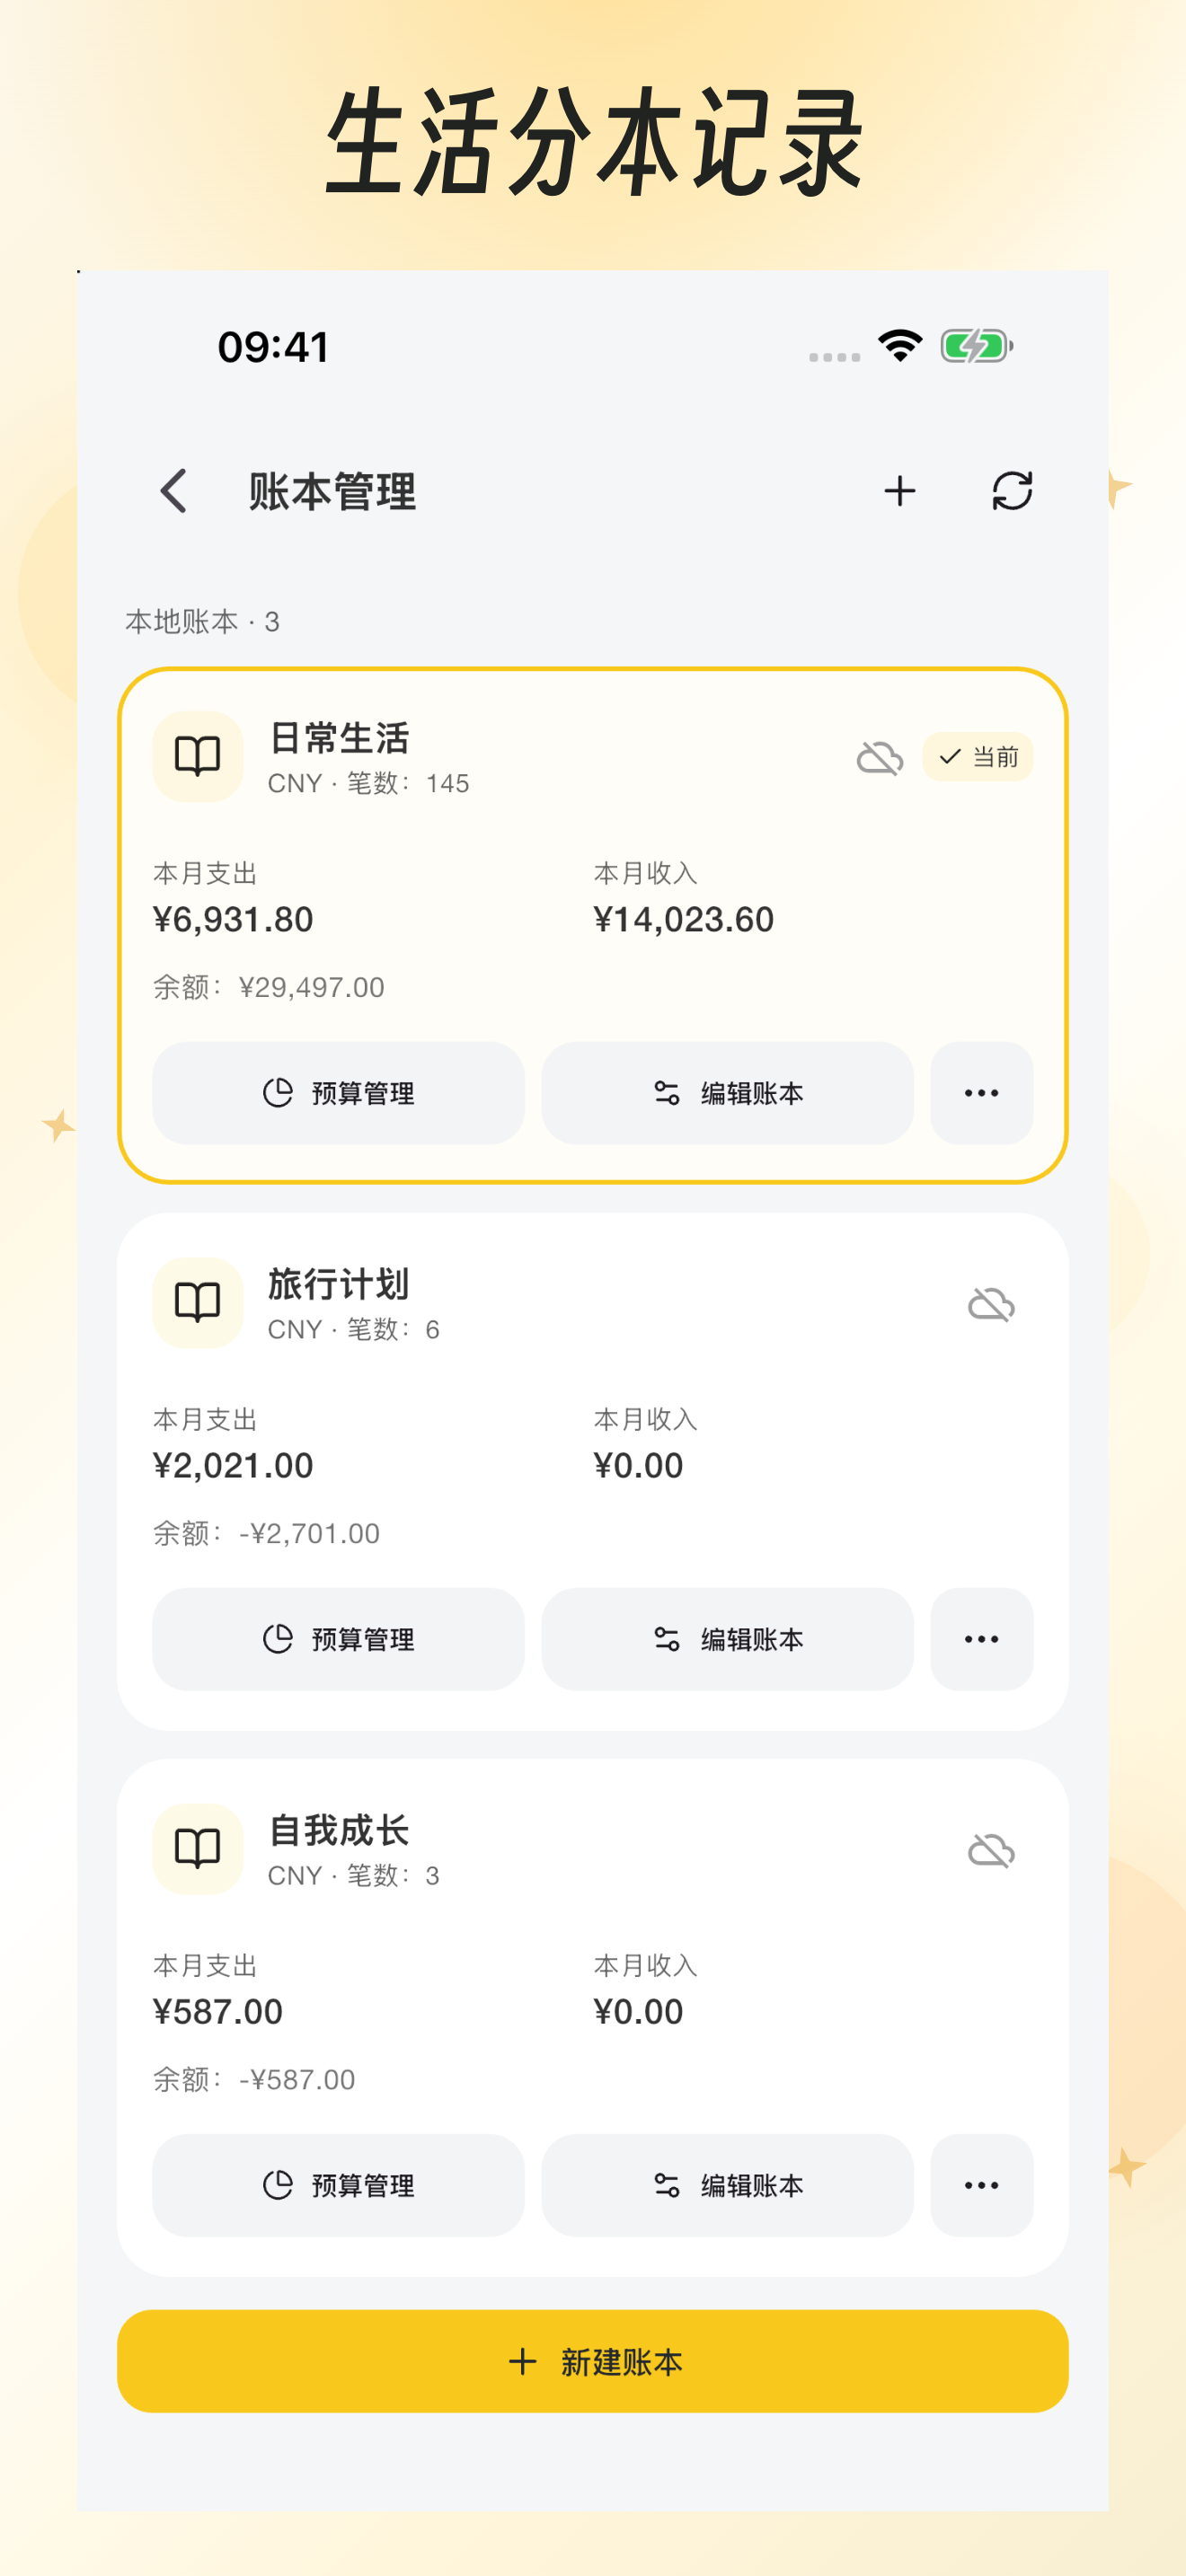 生活分本记录
09:41
账本管理
本地账本 · 3
日常生活
CNY · 笔数：145
当前
本月支出
本月收入
¥6,931.80
¥14,023.60
余额：¥29,497.00
预算管理
编辑账本
旅行计划
CNY · 笔数：6
本月支出
本月收入
¥2,021.00
¥0.00
余额：-¥2,701.00
预算管理
编辑账本
自我成长
CNY · 笔数：3
本月支出
本月收入
¥587.00
¥0.00
余额：-¥587.00
预算管理
编辑账本
新建账本